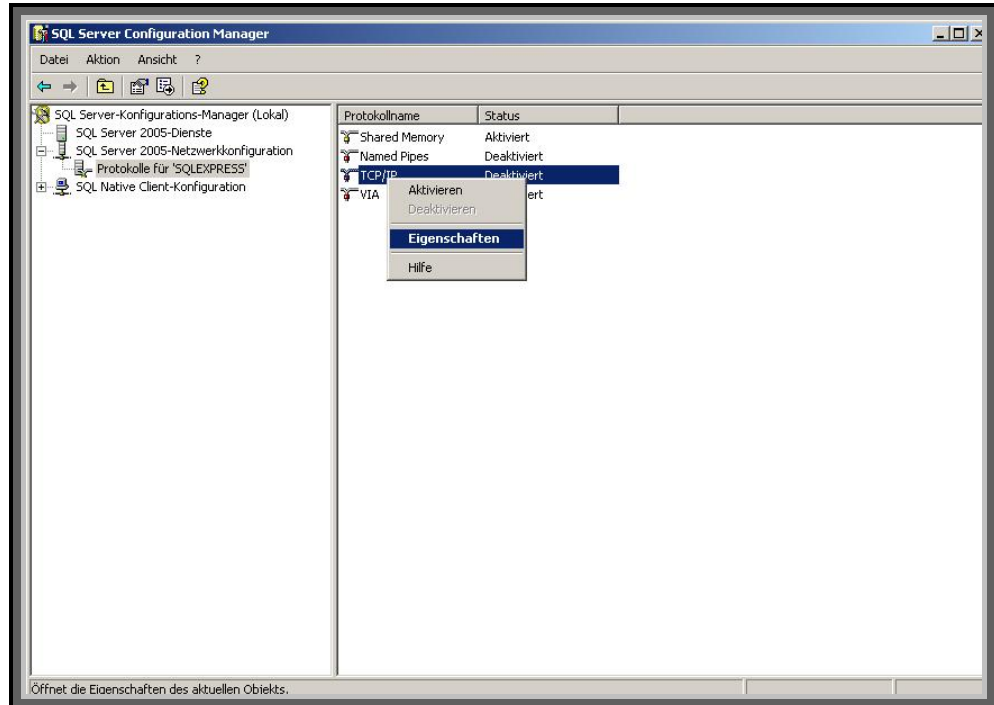 SQL Server Configuration Manager
Datei Aktion Ansicht ?
SQL Server-Konfigurations-Manager (Lokal)
SQL Server 2005-Dienste
SQL Server 2005-Netzwerkkonfiguration
Protokolle für 'SQLEXPRESS'
SQL Native Client-Konfiguration
Protokollname Status
Shared Memory Aktiviert
Named Pipes Deaktiviert
TCP/IP Deaktiviert
VIA ert
Aktivieren
Deaktivieren
Eigenschaften
Hilfe
Öffnet die Eigenschaften des aktuellen Objekts.